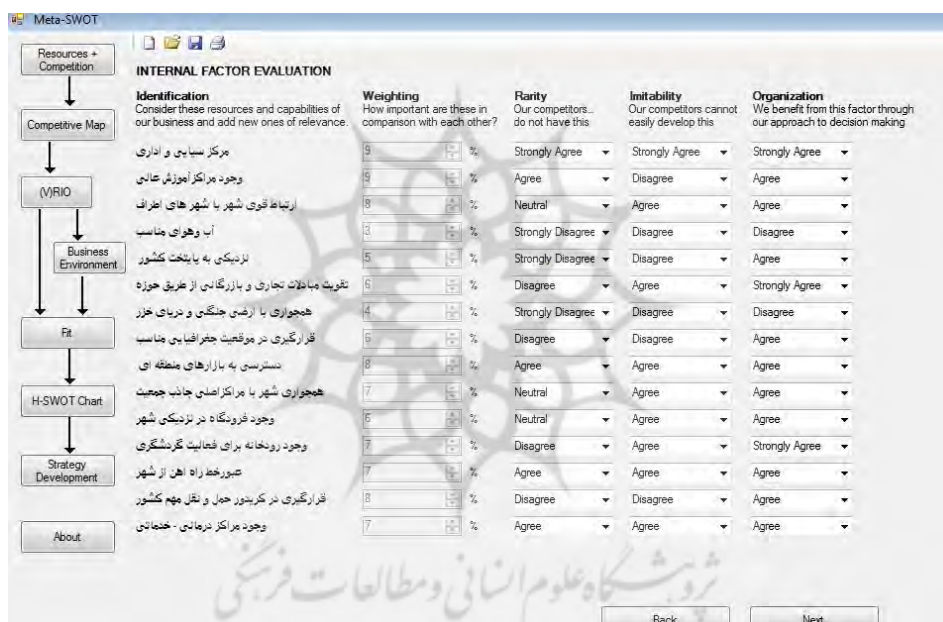 Meta-SWOT
Resources + Competition
Competitive Map
(V)RIO
Business Environment
Fit
H-SWOT Chart
Strategy Development
About
INTERNAL FACTOR EVALUATION
Identification
Consider these resources and capabilities of
our business and add new ones of relevance.
Weighting
How important are these in
comparison with each other?
Rarity
Our competitors...
do not have this
Imitability
Our competitors cannot
easily develop this
Organization
We benefit from this factor through
our approach to decision making
مرکز سیایی و اداری 9 % Strongly Agree Strongly Agree Strongly Agree
وجود مراکز آموزش عالی 9 % Agree Disagree Agree
ارتباط قوی شهر با شهر های اطراف 8 % Neutral Agree Agree
آب وهوای مناسب 3 % Strongly Disagree Disagree Disagree
نزدیکی به پایتخت کشور 5 % Strongly Disagree Disagree Agree
تقویت مبادلات تجاری و بازرگانی از طریق حوزه 6 % Disagree Agree Strongly Agree
همجواری با ارضی جنگلی و دریای خزر 4 % Strongly Disagree Disagree Disagree
قرارگیری در موقعیت جغرافیایی مناسب 6 % Disagree Disagree Agree
دسترسی به بازارهای منطقه ای 8 % Agree Agree Agree
همجواری شهر با مراکزاصلی جاذب جمعیت 7 % Neutral Agree Agree
وجود فرودگاه در نزدیکی شهر 6 % Neutral Agree Agree
وجود رودخانه برای فعالیت گردشگری 7 % Disagree Agree Strongly Agree
عبورخط راه اهن از شهر 7 % Agree Agree Agree
قرارگیری در کریدور حمل و نقل مهم کشور 8 % Disagree Disagree Agree
وجود مراکز درمانی - خدماتی 7 % Agree Agree Agree
پژوهشگاه علوم انسانی و مطالعات فرهنگی
Back
Next